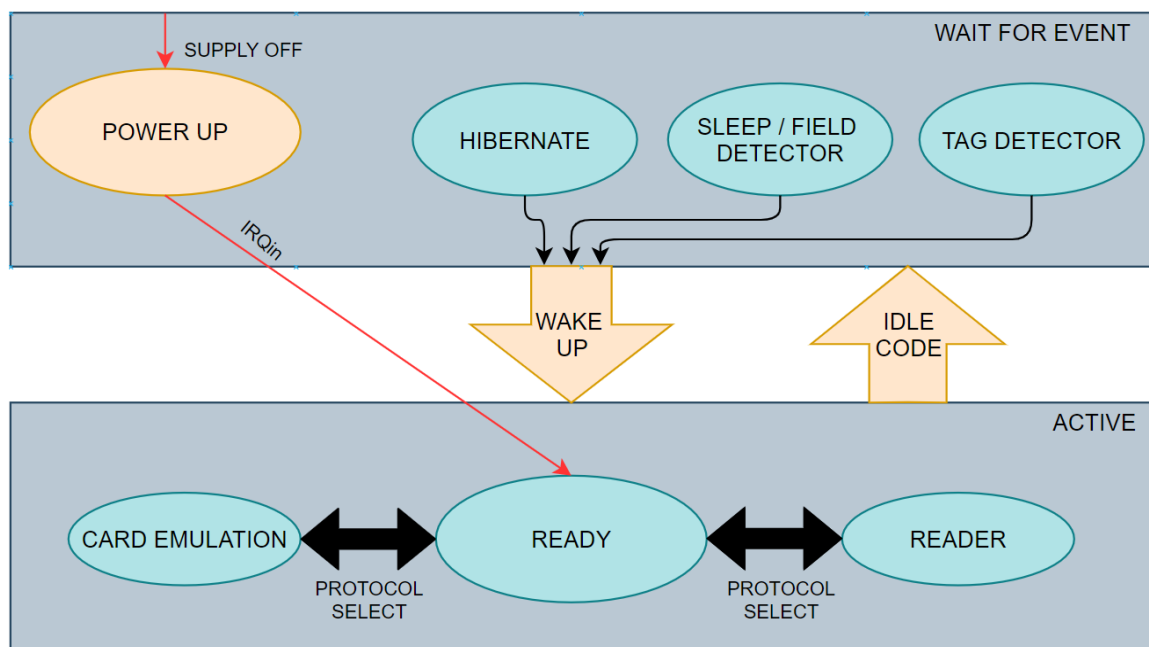 WAIT FOR EVENT
SUPPLY OFF
POWER UP
HIBERNATE
SLEEP / FIELD
DETECTOR
TAG DETECTOR
IRQin
WAKE
UP
IDLE
CODE
ACTIVE
CARD EMULATION
READY
READER
PROTOCOL
SELECT
PROTOCOL
SELECT